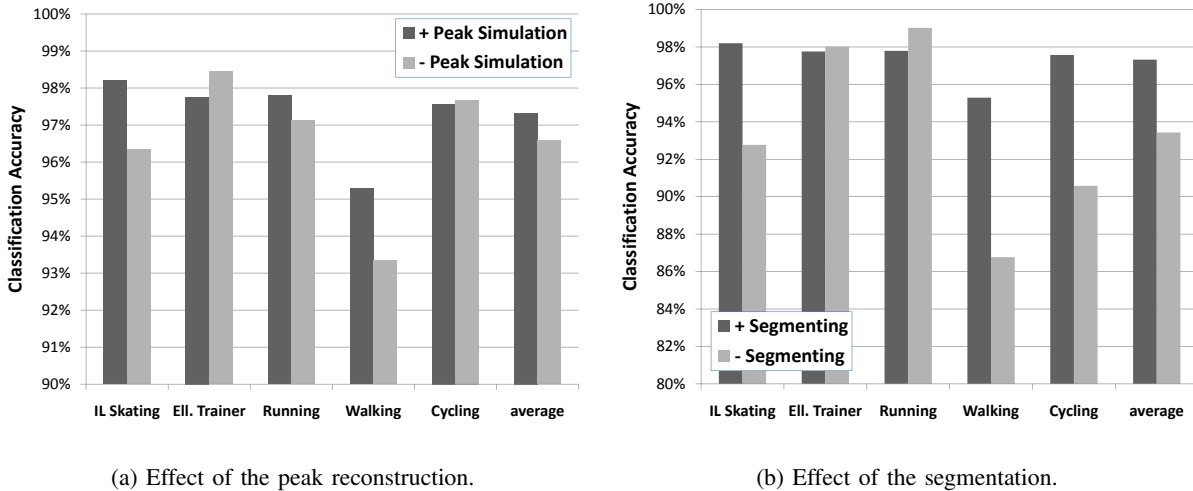 100%
99%
98%
97%
96%
95%
94%
93%
92%
91%
90%
Classification Accuracy
+ Peak Simulation
- Peak Simulation
IL Skating Ell. Trainer Running Walking Cycling average
(a) Effect of the peak reconstruction.
100%
98%
96%
94%
92%
90%
88%
86%
84%
82%
80%
Classification Accuracy
+ Segmenting
- Segmenting
IL Skating Ell. Trainer Running Walking Cycling average
(b) Effect of the segmentation.